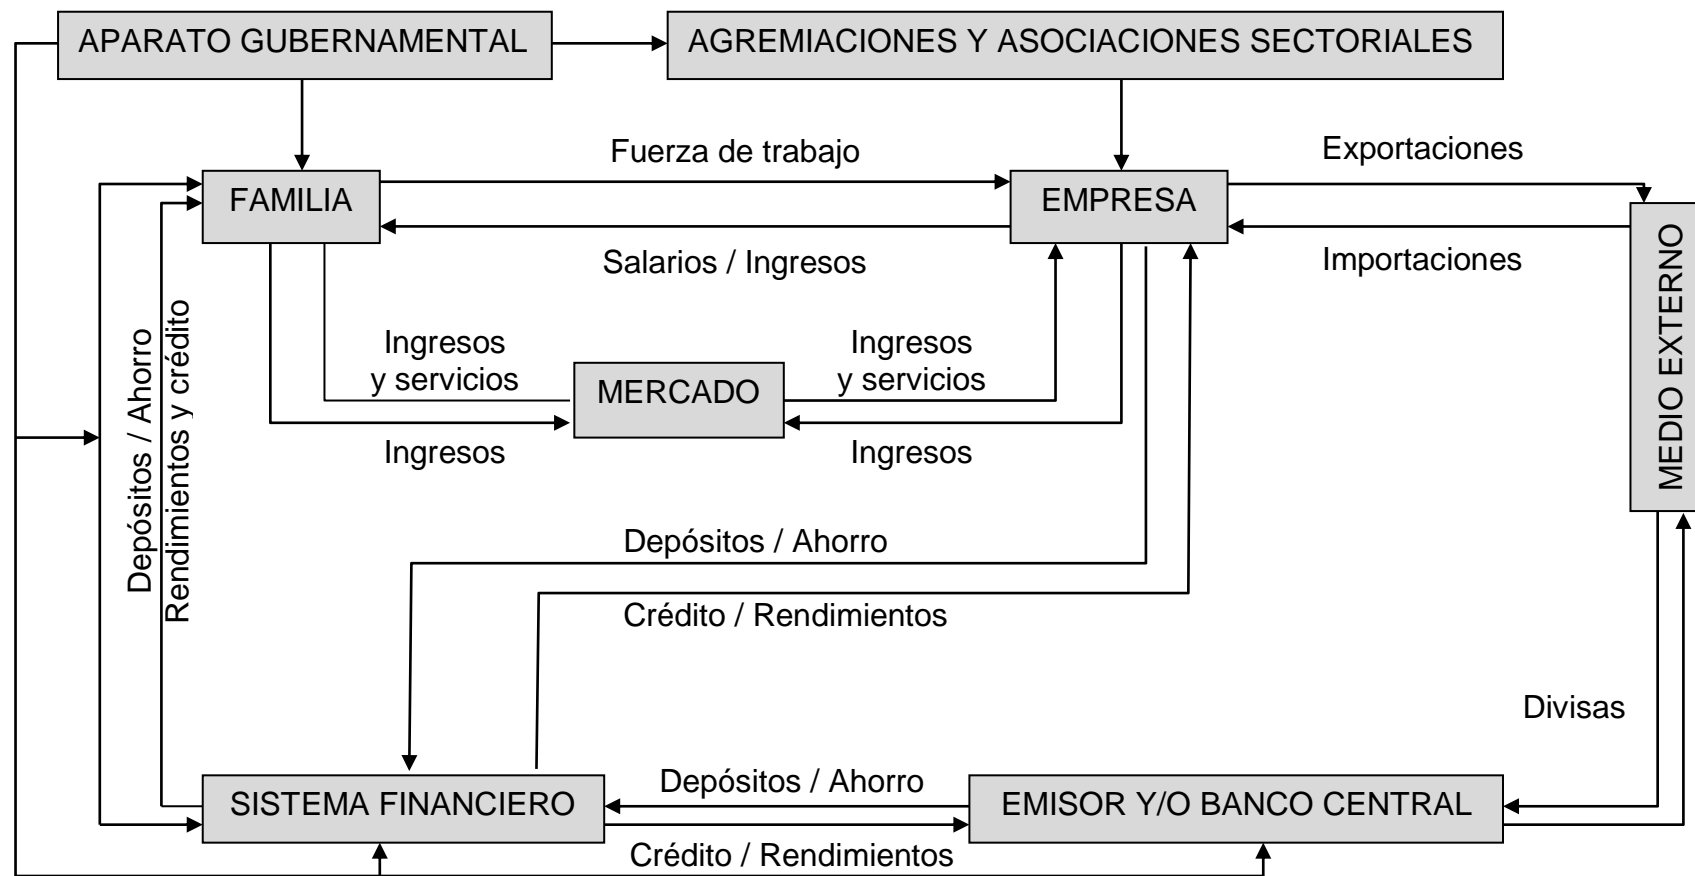 APARATO GUBERNAMENTAL
AGREMIACIONES Y ASOCIACIONES SECTORIALES
Fuerza de trabajo
Exportaciones
FAMILIA
EMPRESA
Salarios / Ingresos
Importaciones
MEDIO EXTERNO
Depósitos / Ahorro
Rendimientos y crédito
Ingresos
y servicios
MERCADO
Ingresos
y servicios
Ingresos
Ingresos
Depósitos / Ahorro
Crédito / Rendimientos
Divisas
Depósitos / Ahorro
SISTEMA FINANCIERO
EMISOR Y/O BANCO CENTRAL
Crédito / Rendimientos